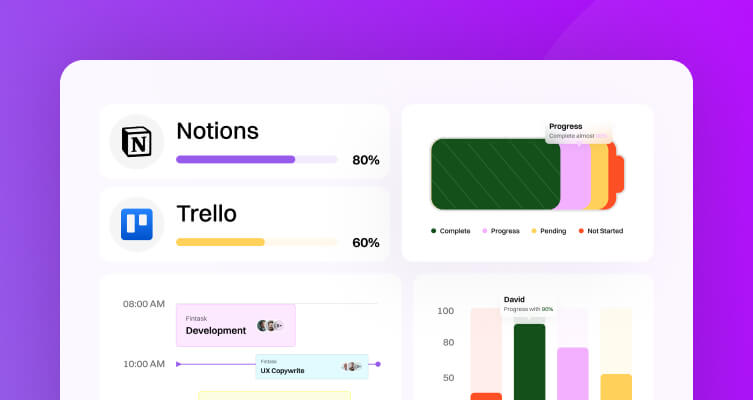 Notions
80%
Trello
60%
Progress
Complete almost 90%
Complete
Progress
Pending
Not Started
08:00 AM
Fintask
Development
10:00 AM
Fintask
UX Copywrite
100
80
50
David
Progress with 90%